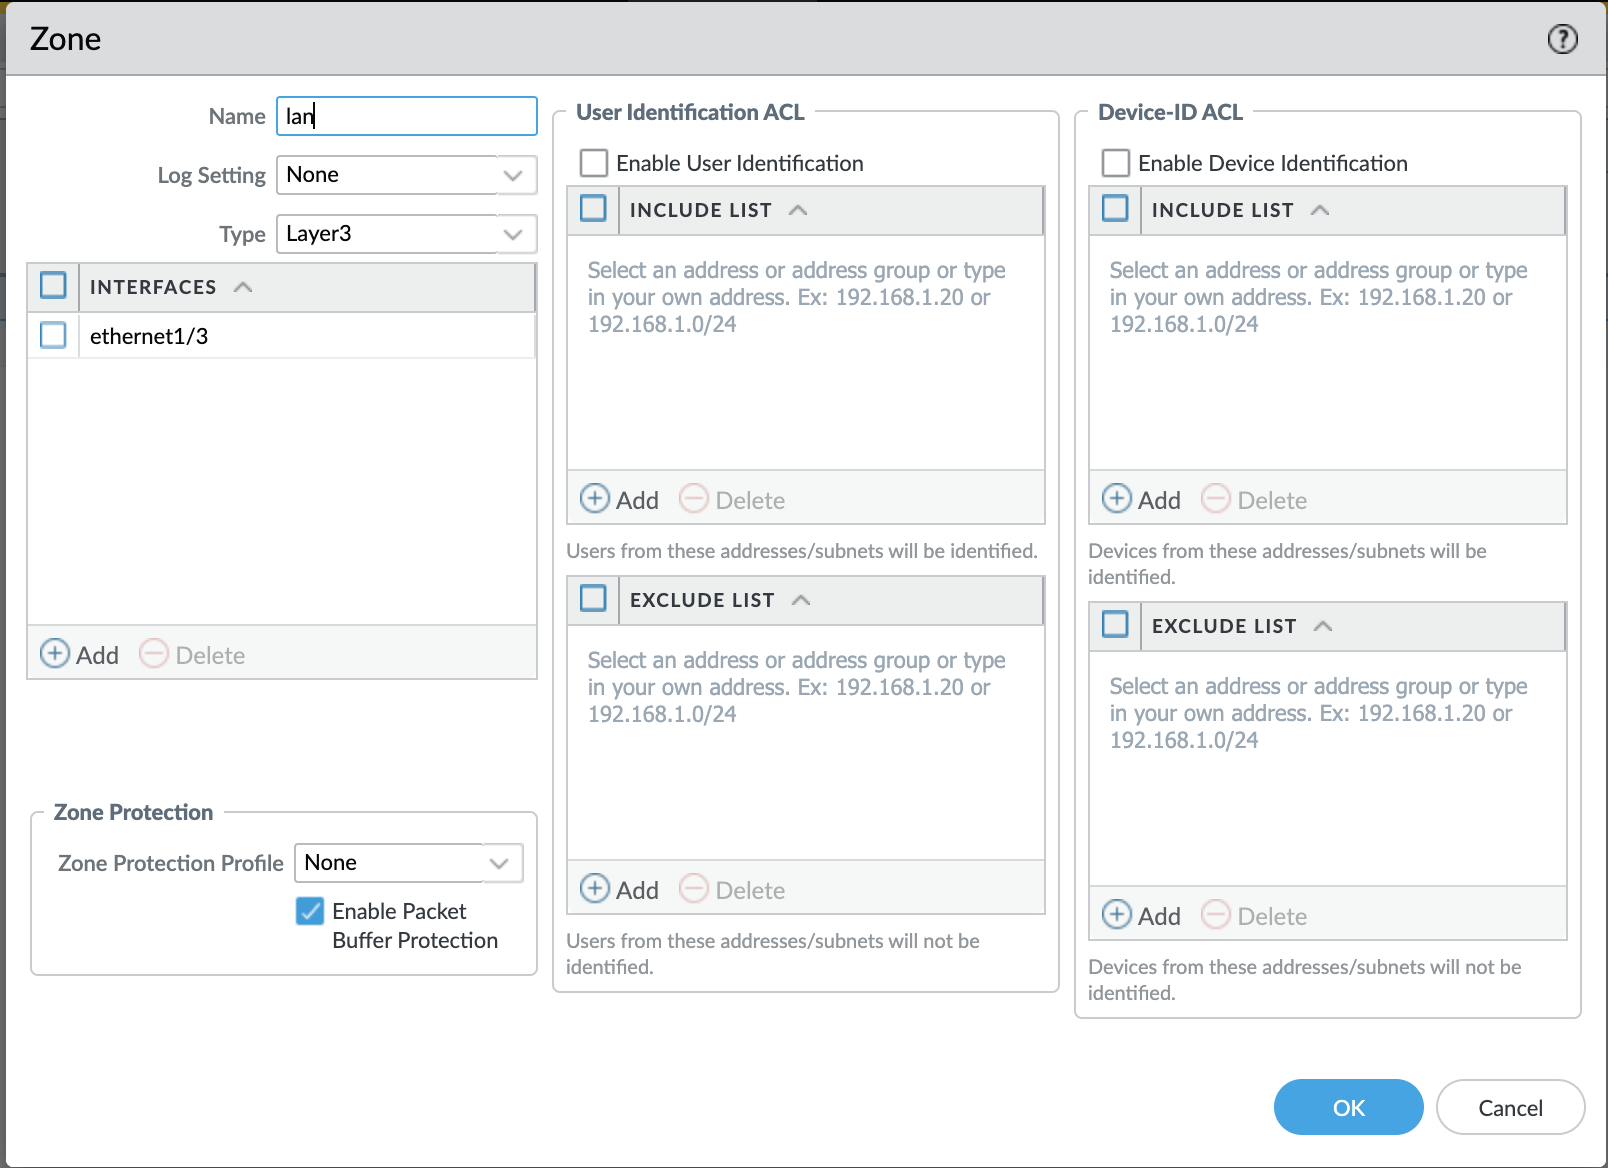 Zone
?
Name lan
Log Setting None
Type Layer3
INTERFACES
ethernet1/3
Add Delete
Zone Protection
Zone Protection Profile None
Enable Packet
Buffer Protection
User Identification ACL
Enable User Identification
INCLUDE LIST
Select an address or address group or type
in your own address. Ex: 192.168.1.20 or
192.168.1.0/24
Add Delete
Users from these addresses/subnets will be identified.
EXCLUDE LIST
Select an address or address group or type
in your own address. Ex: 192.168.1.20 or
192.168.1.0/24
Add Delete
Users from these addresses/subnets will not be
identified.
Device-ID ACL
Enable Device Identification
INCLUDE LIST
Select an address or address group or type
in your own address. Ex: 192.168.1.20 or
192.168.1.0/24
Add Delete
Devices from these addresses/subnets will be
identified.
EXCLUDE LIST
Select an address or address group or type
in your own address. Ex: 192.168.1.20 or
192.168.1.0/24
Add Delete
Devices from these addresses/subnets will not be
identified.
OK Cancel